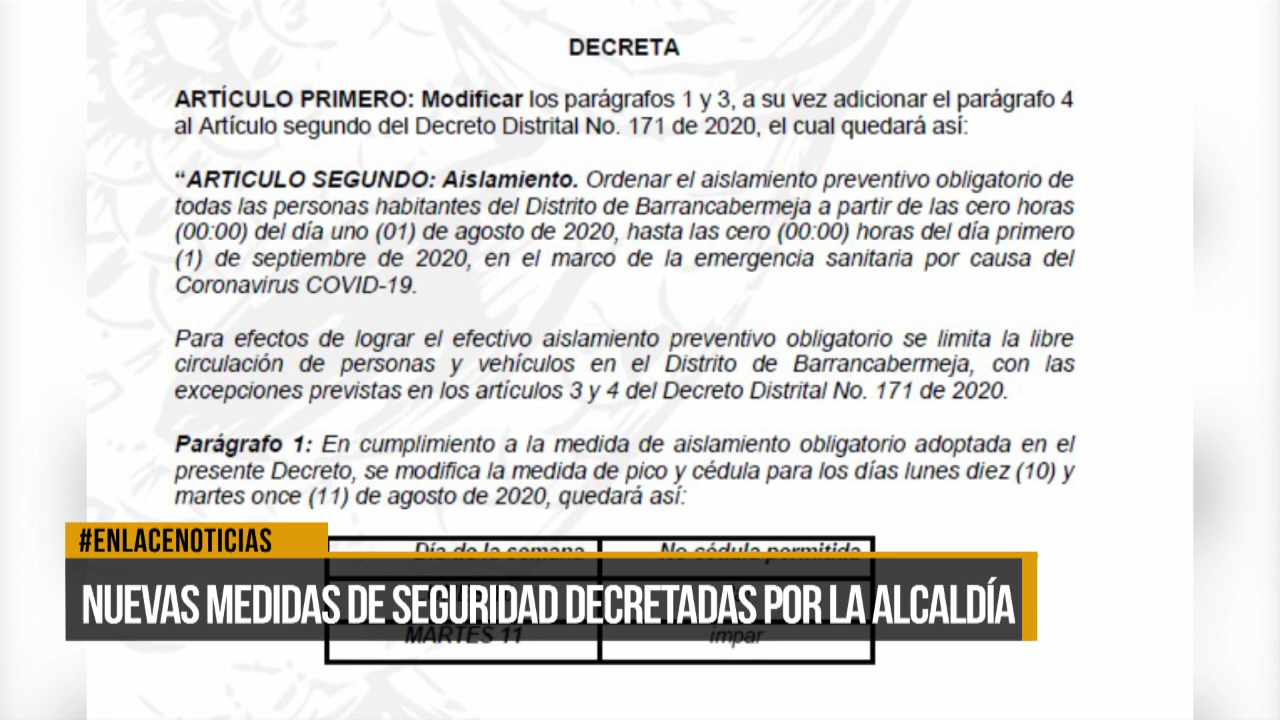 DECRETA
ARTÍCULO PRIMERO: Modificar los parágrafos 1 y 3, a su vez adicionar el parágrafo 4
al Artículo segundo del Decreto Distrital No. 171 de 2020, el cual quedará así:
“ARTICULO SEGUNDO: Aislamiento. Ordenar el aislamiento preventivo obligatorio de
todas las personas habitantes del Distrito de Barrancabermeja a partir de las cero horas
(00:00) del día uno (01) de agosto de 2020, hasta las cero (00:00) horas del día primero
(1) de septiembre de 2020, en el marco de la emergencia sanitaria por causa del
Coronavirus COVID-19.
Para efectos de lograr el efectivo aislamiento preventivo obligatorio se limita la libre
circulación de personas y vehículos en el Distrito de Barrancabermeja, con las
excepciones previstas en los artículos 3 y 4 del Decreto Distrital No. 171 de 2020.
Parágrafo 1: En cumplimiento a la medida de aislamiento obligatorio adoptada en el
presente Decreto, se modifica la medida de pico y cédula para los días lunes diez (10) y
martes once (11) de agosto de 2020, quedará así:
#ENLACENOTICIAS
Día de la semana No cédula permitida
NUEVAS MEDIDAS DE SEGURIDAD DECRETADAS POR LA ALCALDÍA
MARTES 11 impar